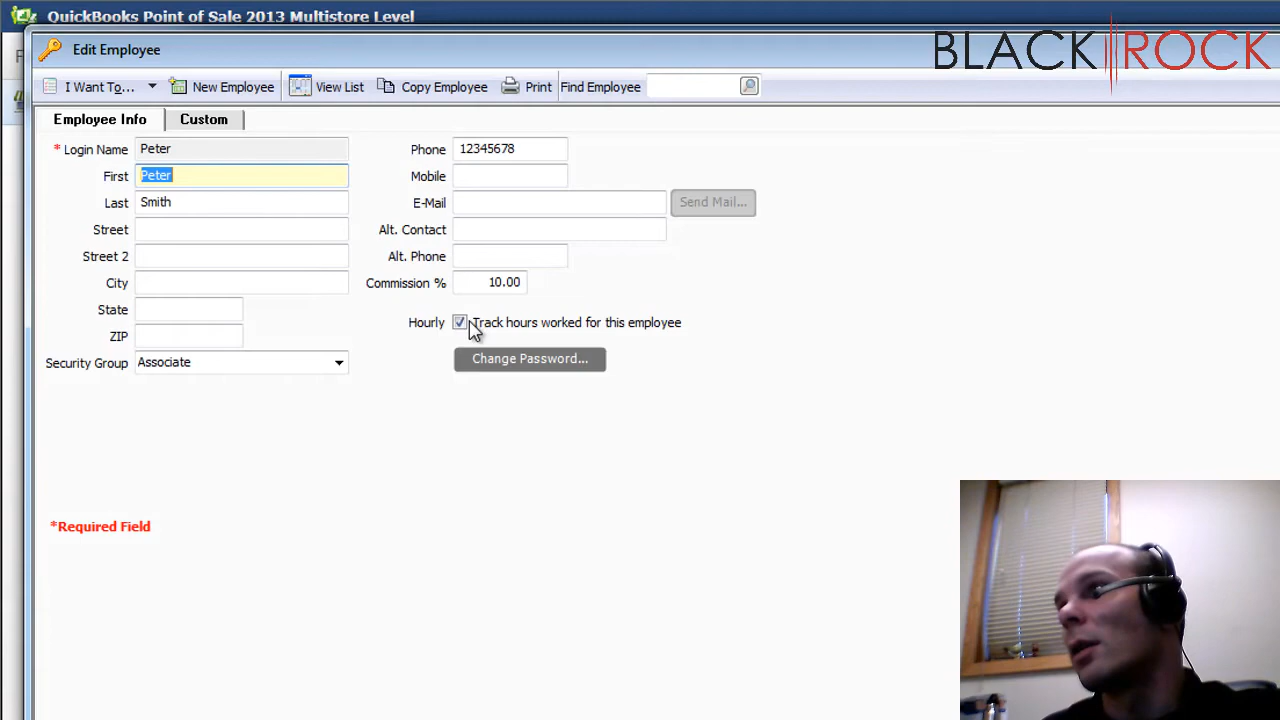 QuickBooks Point of Sale 2013 Multistore Level
BLACK ROCK
Edit Employee
I Want To... New Employee View List Copy Employee Print Find Employee
Employee Info Custom
* Login Name Peter Phone 12345678
First Peter Mobile
Last Smith E-Mail Send Mail...
Street Alt. Contact
Street 2 Alt. Phone
City Commission % 10.00
State
Hourly Track hours worked for this employee
ZIP
Security Group Associate Change Password...
*Required Field